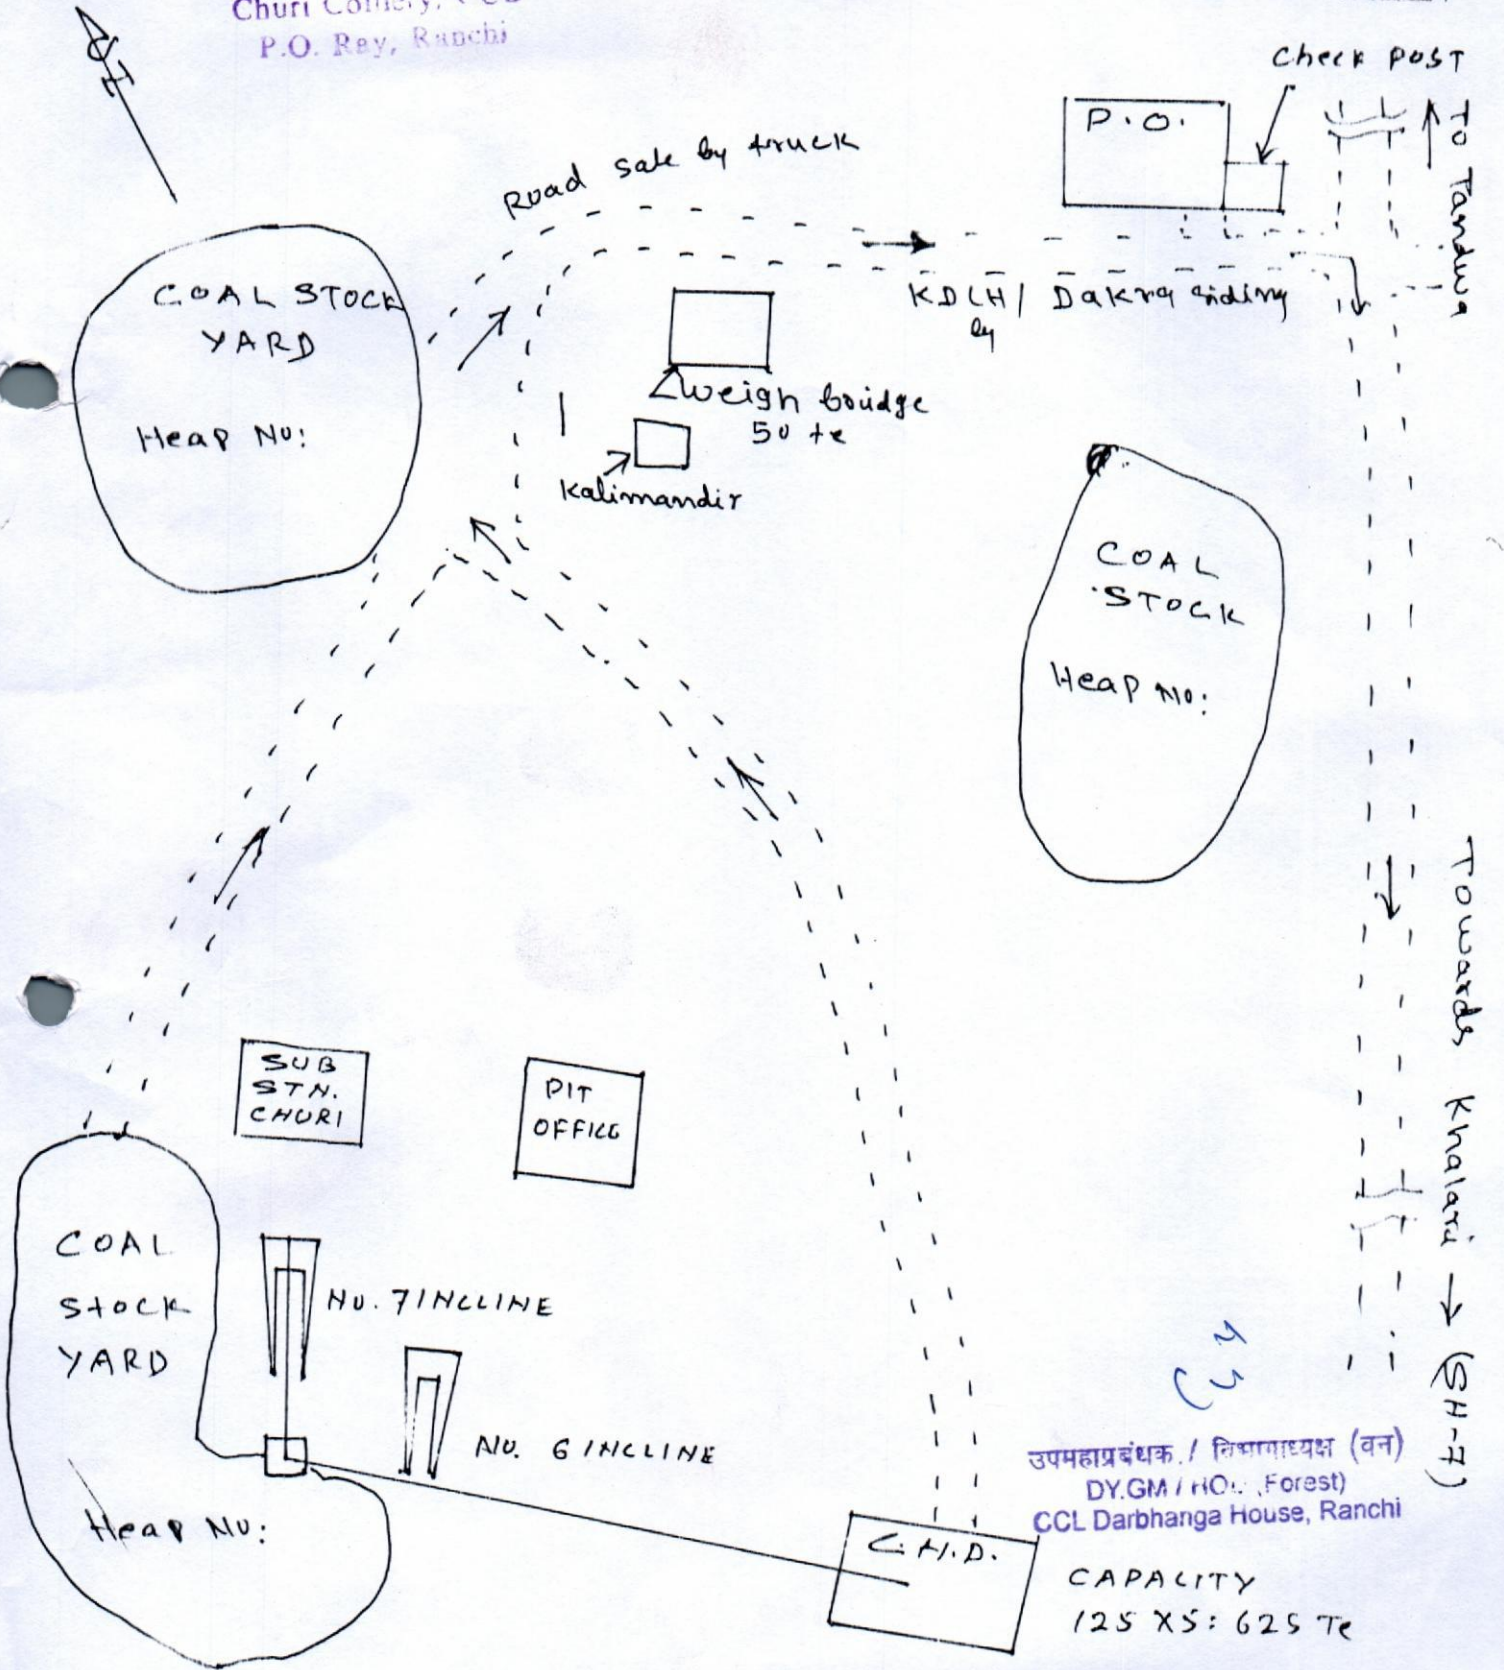 Churi
P.O. Ray, Ranchi
Check POST
P.O.
TO Tandwa
Road sale by truck
COAL STOCK
YARD
Heap No:
KDLH / Dakra siding
by
weigh bridge
50 te
Kalimandir
COAL
STOCK
Heap No:
Towards Khalari → (SH-7)
SUB
STN.
CHURI
PIT
OFFICE
COAL
STOCK
YARD
Heap No:
NO. 7 INCLINE
NO. 6 INCLINE
उपमहाप्रबंधक / विभागाध्यक्ष (वन)
DY.GM / HO Forest)
CCL Darbhanga House, Ranchi
C.H.P.
CAPACITY
125 X5: 625 Te